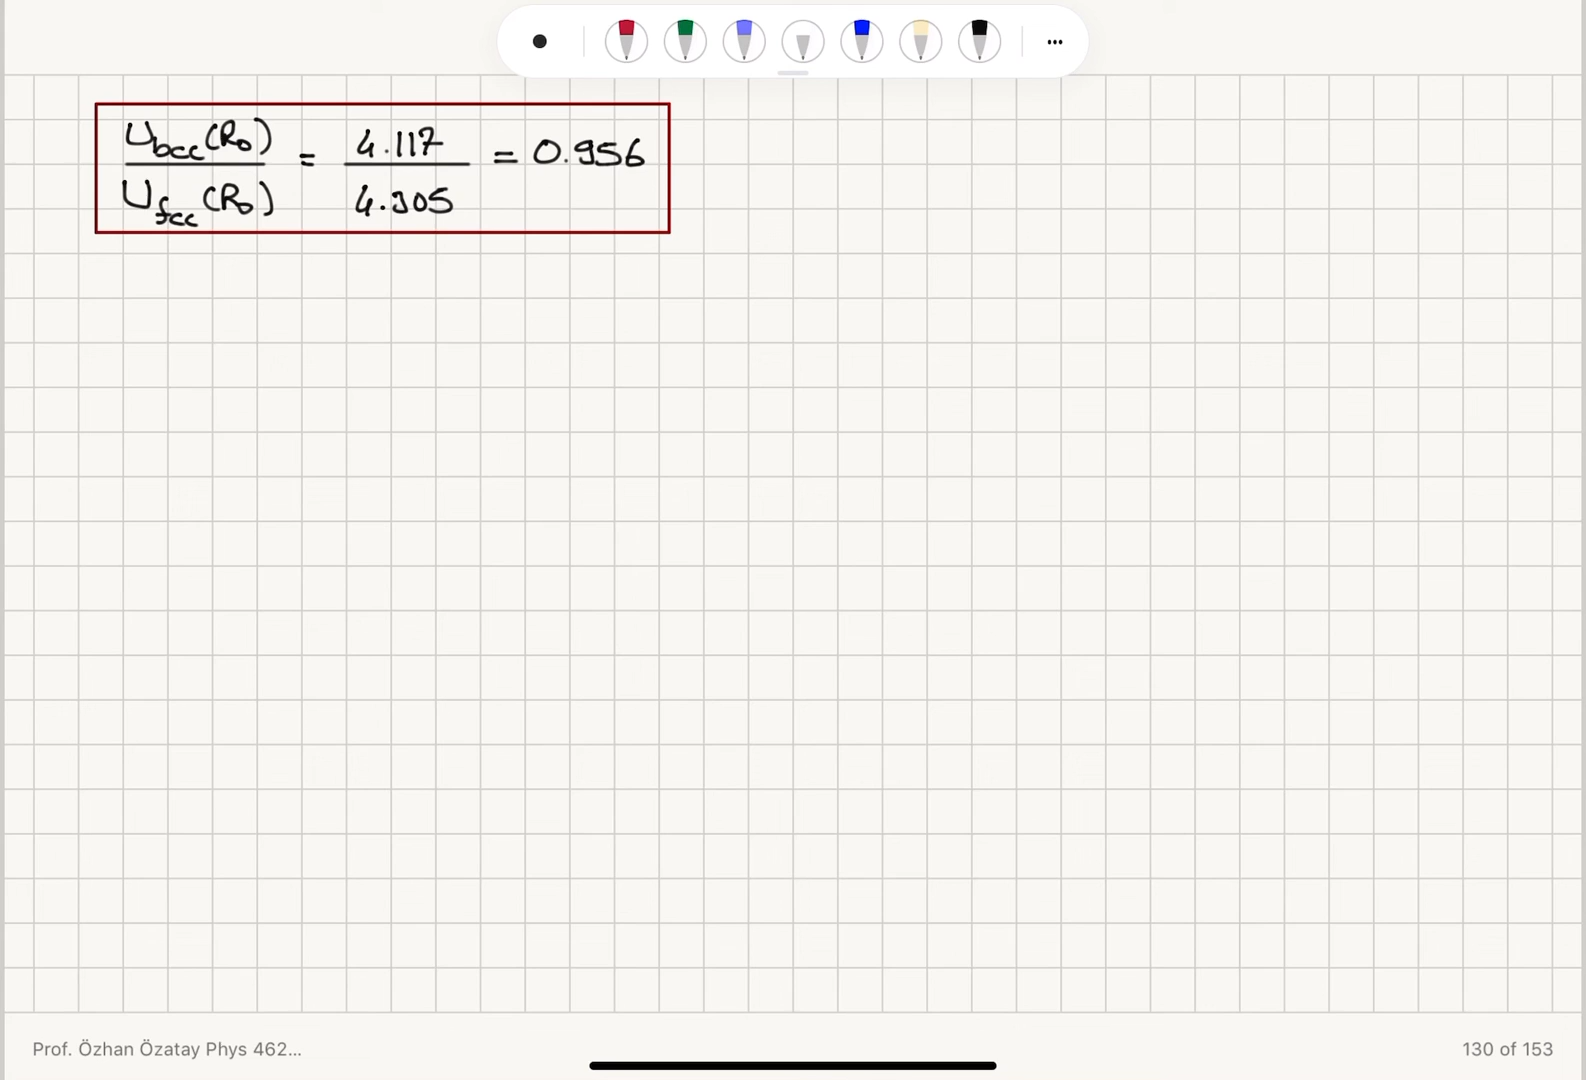 U_bcc(R₀) / U_fcc(R₀) = 4.117 / 4.305 = 0.956
Prof. Özhan Özatay Phys 462...
130 of 153